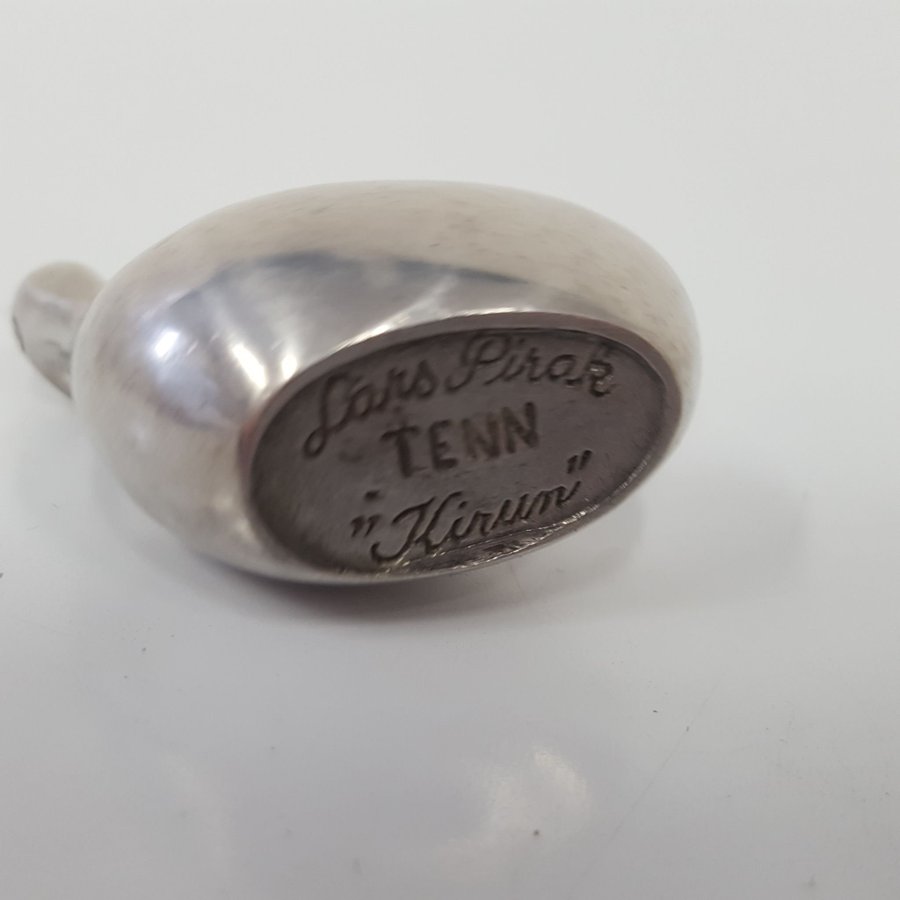 Lars Pirak
TENN
"Kirun"